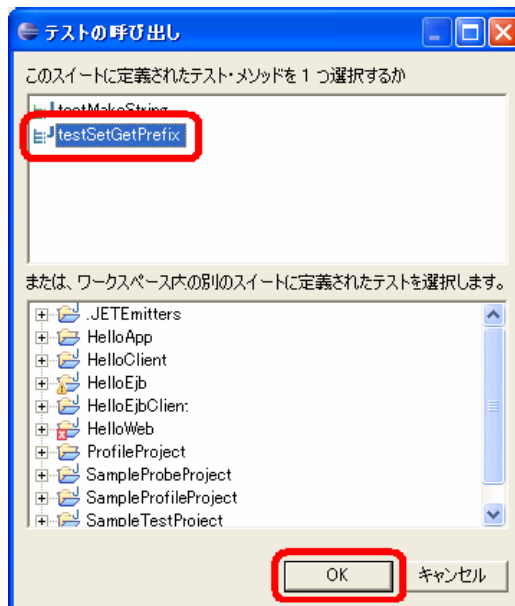 テストの呼び出し
このスイートに定義されたテスト・メソッドを 1 つ選択するか
testMakeString
testSetGetPrefix
または、ワークスペース内の別のスイートに定義されたテストを選択します。
.JETEmitters
HelloApp
HelloClient
HelloEjb
HelloEjbClient
HelloWeb
ProfileProject
SampleProbeProject
SampleProfileProject
SampleTestProject
OK
キャンセル